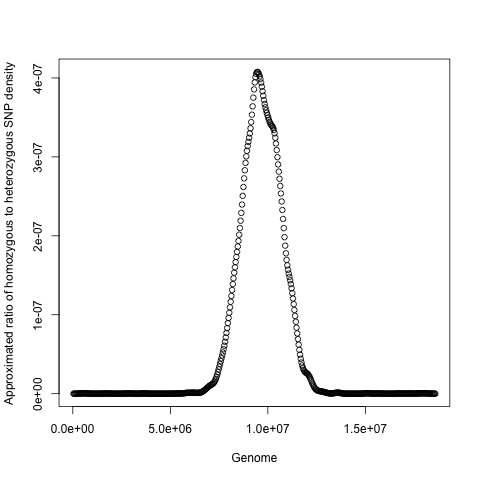 Approximated ratio of homozygous to heterozygous SNP density
4e-07
3e-07
2e-07
1e-07
0e+00
0.0e+00 5.0e+06 1.0e+07 1.5e+07
Genome